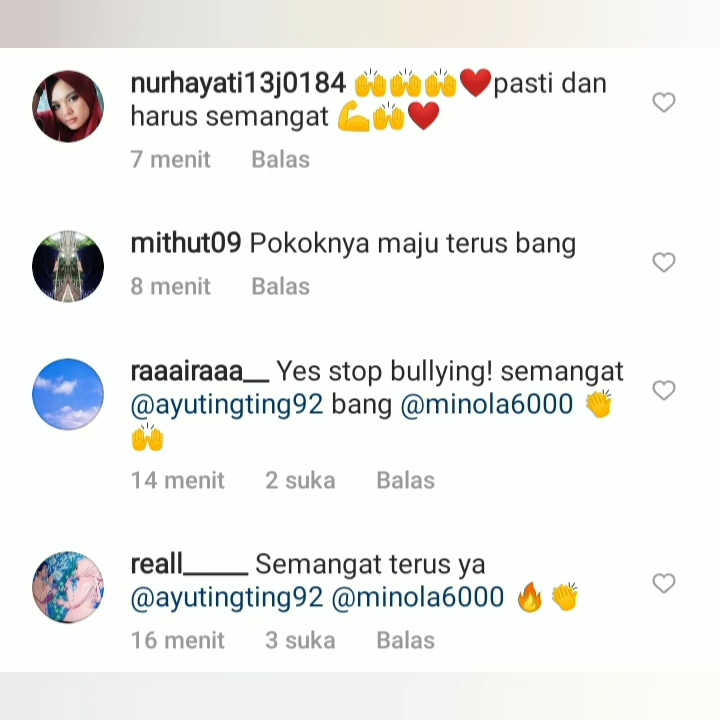 nurhayati13j0184 🙌🙌🙌❤️pasti dan
harus semangat 💪🙌❤️
7 menit Balas
mithut09 Pokoknya maju terus bang
8 menit Balas
raaairaaa__ Yes stop bullying! semangat
@ayutingting92 bang @minola6000 👏
🙌
14 menit 2 suka Balas
reall_____ Semangat terus ya
@ayutingting92 @minola6000 🔥👏
16 menit 3 suka Balas